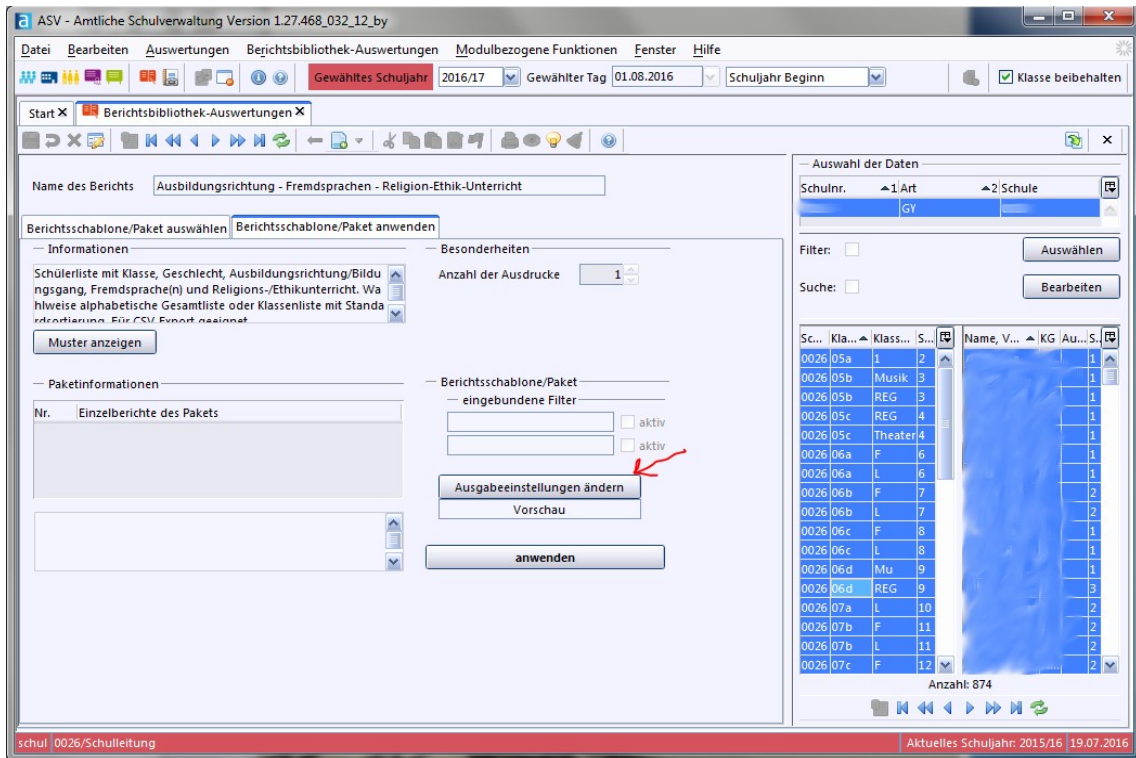 ASV - Amtliche Schulverwaltung Version 1.27.468_032_12_by
Datei Bearbeiten Auswertungen Berichtsbibliothek-Auswertungen Modulbezogene Funktionen Fenster Hilfe
Gewähltes Schuljahr 2016/17 Gewählter Tag 01.08.2016 Schuljahr Beginn Klasse beibehalten
Start Berichtsbibliothek-Auswertungen
Name des Berichts Ausbildungsrichtung - Fremdsprachen - Religion-Ethik-Unterricht
Berichtsschablone/Paket auswählen Berichtsschablone/Paket anwenden
Informationen
Schülerliste mit Klasse, Geschlecht, Ausbildungsrichtung/Bildu
ngsgang, Fremdsprache(n) und Religions-/Ethikunterricht. Wa
hlweise alphabetische Gesamtliste oder Klassenliste mit Standa
rdsortierung. Für CSV Export geeignet
Muster anzeigen
Besonderheiten
Anzahl der Ausdrucke 1
Paketinformationen
Nr. Einzelberichte des Pakets
Berichtsschablone/Paket
eingebundene Filter
aktiv
aktiv
Ausgabeeinstellungen ändern
Vorschau
anwenden
Auswahl der Daten
Schulnr. 1 Art 2 Schule
GY
Filter: Auswählen
Suche: Bearbeiten
Sc... Kla... Klass... S... Name, V... KG Au... S..
0026 05a 1 2 1
0026 05b Musik 3 1
0026 05b REG 3 1
0026 05c REG 4 1
0026 05c Theater 4 1
0026 06a F 6 1
0026 06a L 6 1
0026 06b F 7 2
0026 06b L 7 2
0026 06c F 8 1
0026 06c L 8 1
0026 06d Mu 9 1
0026 06d REG 9 3
0026 07a L 10 2
0026 07b F 11 2
0026 07b L 11 2
0026 07c F 12 2
Anzahl: 874
schul 0026/Schulleitung Aktuelles Schuljahr: 2015/16 19.07.2016